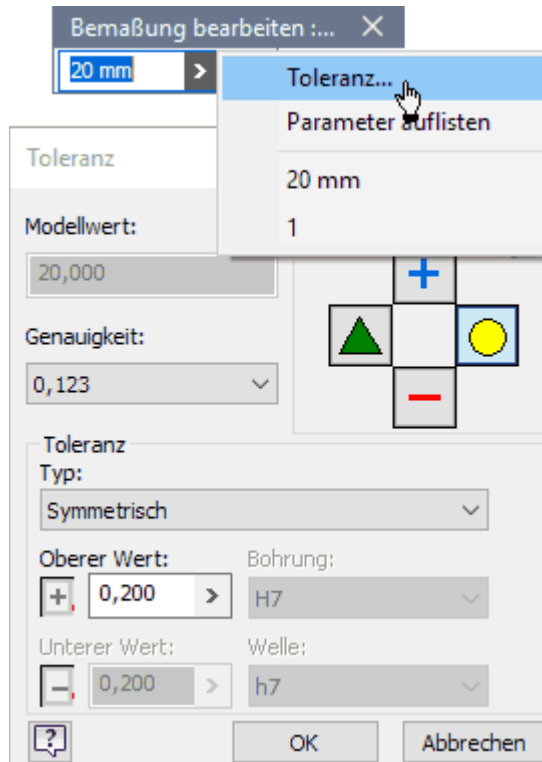 Bemaßung bearbeiten :...
20 mm
Toleranz...
Parameter auflisten
20 mm
1
Toleranz
Modellwert:
20,000
Genauigkeit:
0,123
Toleranz
Typ:
Symmetrisch
Oberer Wert: Bohrung:
0,200 H7
Unterer Wert: Welle:
0,200 h7
OK Abbrechen